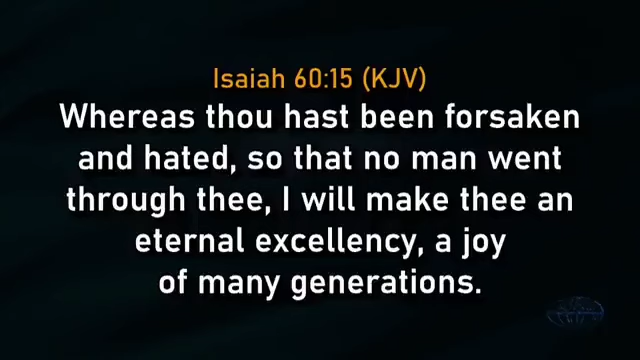 Isaiah 60:15 (KJV)
Whereas thou hast been forsaken
and hated, so that no man went
through thee, I will make thee an
eternal excellency, a joy
of many generations.